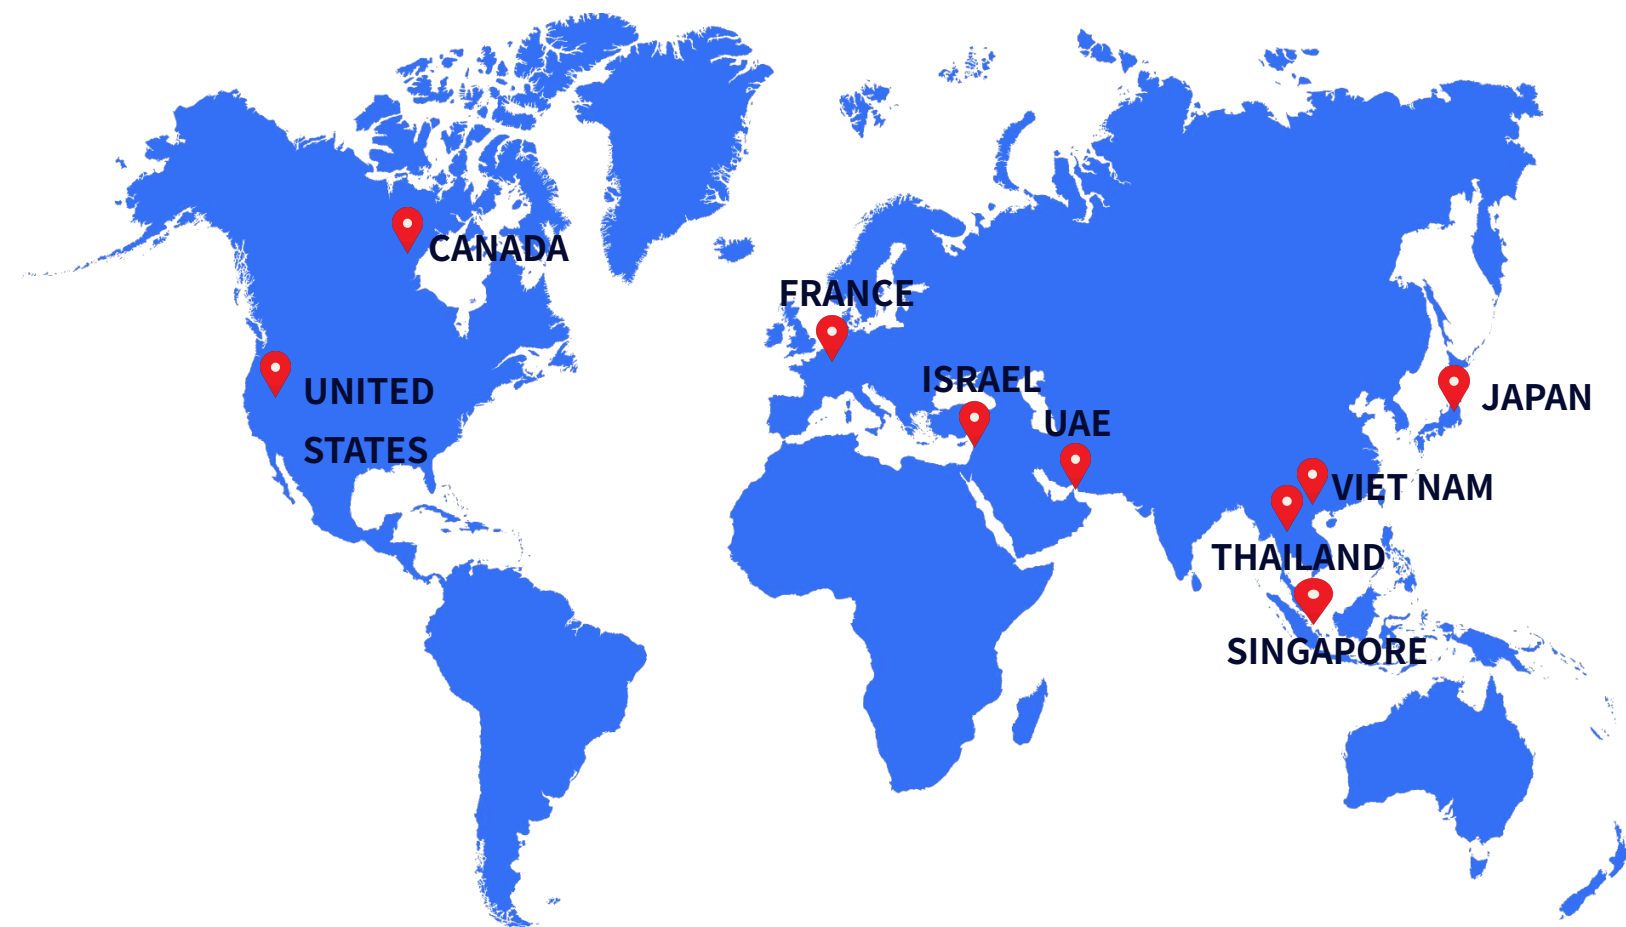 CANADA
FRANCE
ISRAEL
UNITED
STATES
UAE
JAPAN
VIET NAM
THAILAND
SINGAPORE